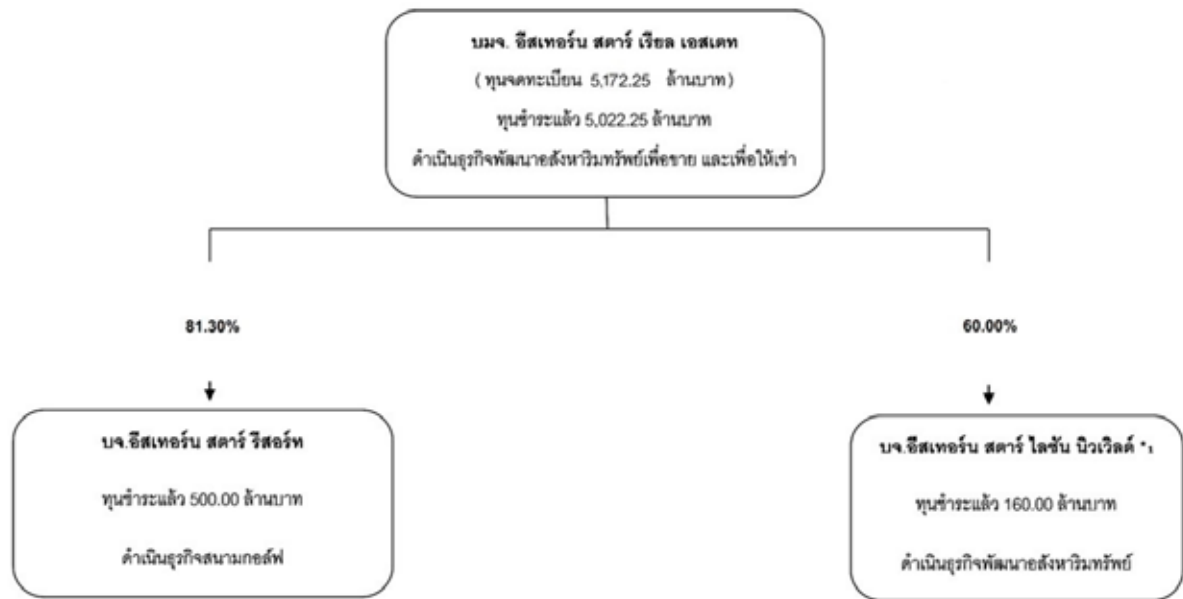 บมจ. อีสเทอร์น สตาร์ เรียล เอสเตท
( ทุนจดทะเบียน 5,172.25 ล้านบาท )
ทุนชำระแล้ว 5,022.25 ล้านบาท
ดำเนินธุรกิจพัฒนาอสังหาริมทรัพย์เพื่อขาย และเพื่อให้เช่า
81.30%
60.00%
บจ.อีสเทอร์น สตาร์ รีสอร์ท
ทุนชำระแล้ว 500.00 ล้านบาท
ดำเนินธุรกิจสนามกอล์ฟ
บจ.อีสเทอร์น สตาร์ ไลซัน นิวเวิลด์ *1
ทุนชำระแล้ว 160.00 ล้านบาท
ดำเนินธุรกิจพัฒนาอสังหาริมทรัพย์